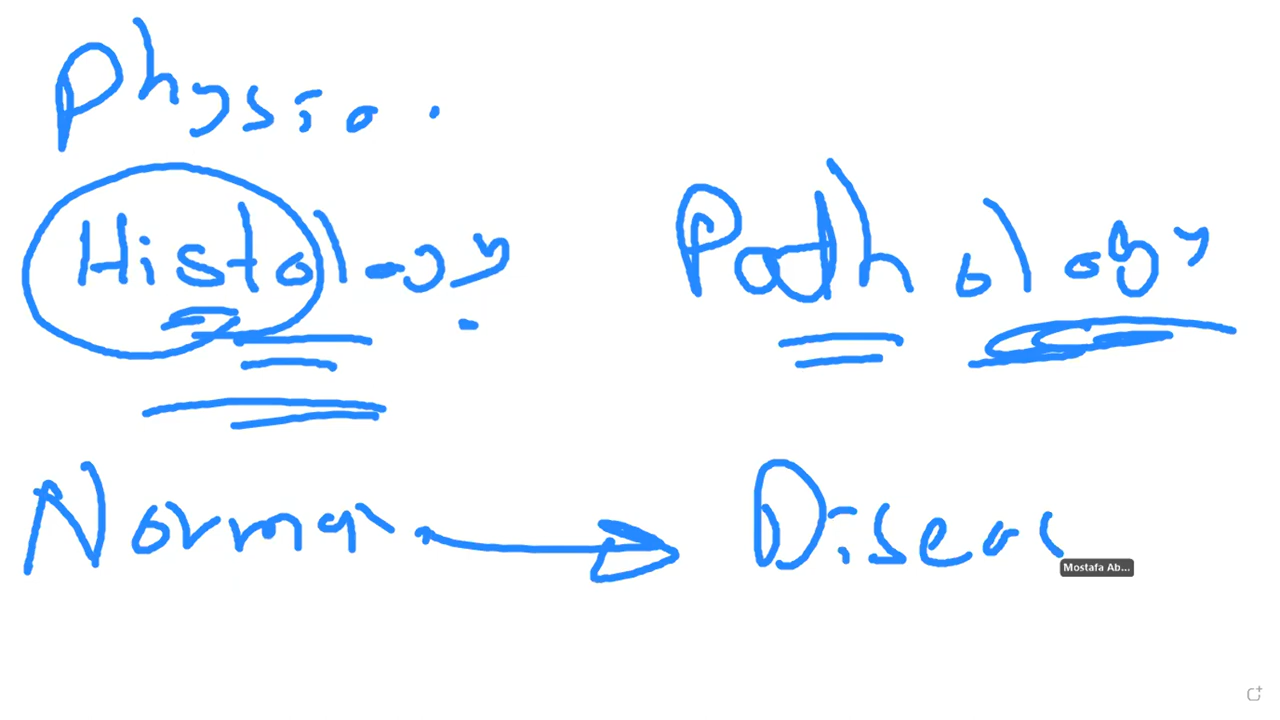 Physio.
Histology
Pathology
Normal → Diseas
Mostafa Ab...